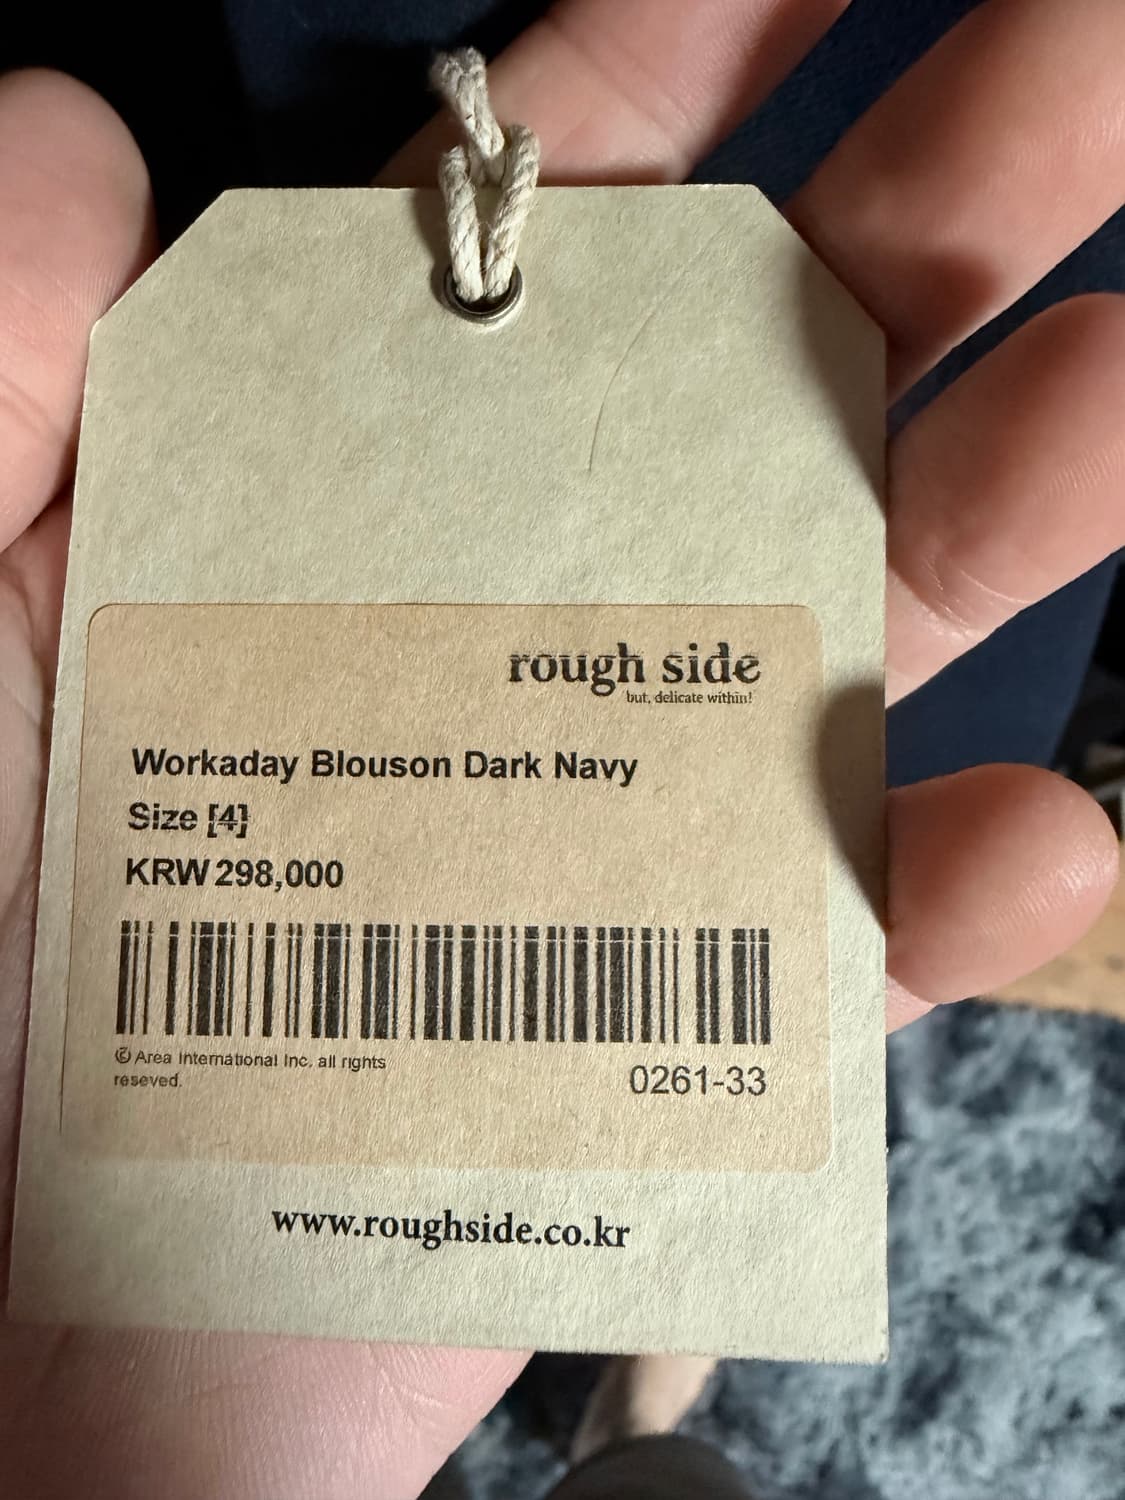 rough side
but, delicate within!
Workaday Blouson Dark Navy
Size [4]
KRW 298,000
© Area International Inc. all rights
reseved.
0261-33
www.roughside.co.kr